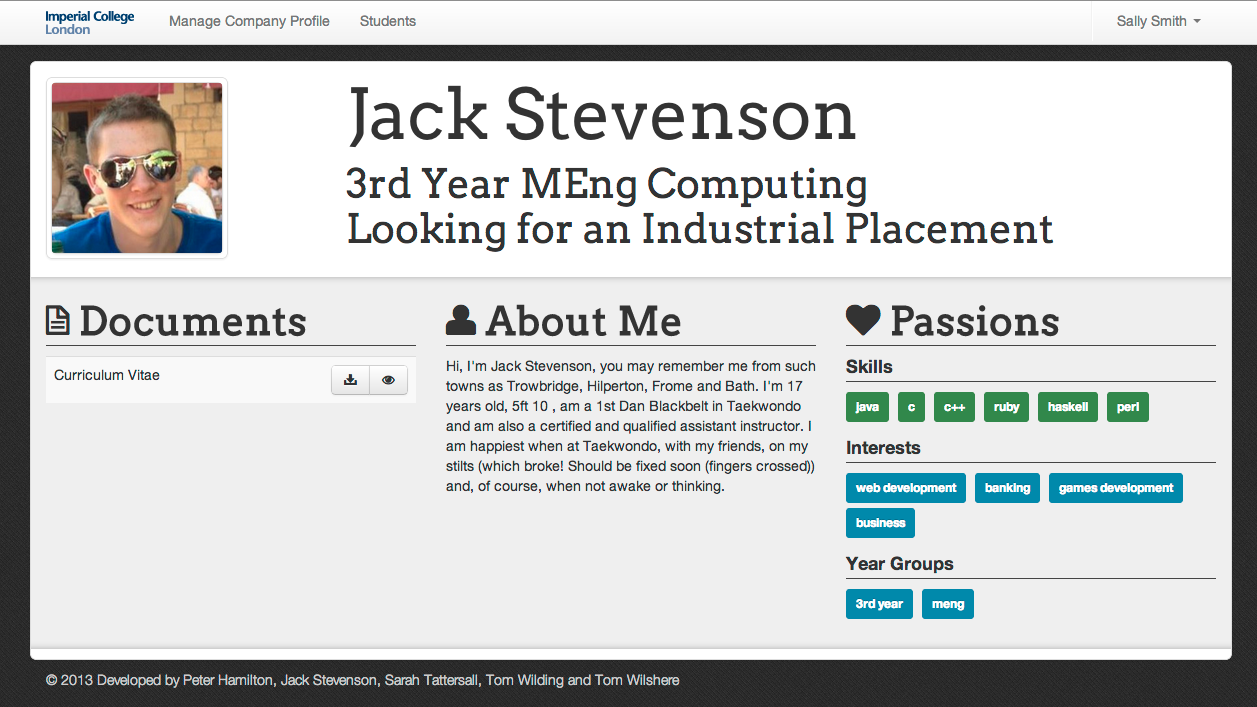 Imperial College
London
Manage Company Profile
Students
Sally Smith
Jack Stevenson
3rd Year MEng Computing
Looking for an Industrial Placement
Documents
Curriculum Vitae
About Me
Hi, I'm Jack Stevenson, you may remember me from such
towns as Trowbridge, Hilperton, Frome and Bath. I'm 17
years old, 5ft 10 , am a 1st Dan Blackbelt in Taekwondo
and am also a certified and qualified assistant instructor. I
am happiest when at Taekwondo, with my friends, on my
stilts (which broke! Should be fixed soon (fingers crossed))
and, of course, when not awake or thinking.
Passions
Skills
java c c++ ruby haskell perl
Interests
web development banking games development
business
Year Groups
3rd year meng
© 2013 Developed by Peter Hamilton, Jack Stevenson, Sarah Tattersall, Tom Wilding and Tom Wilshere